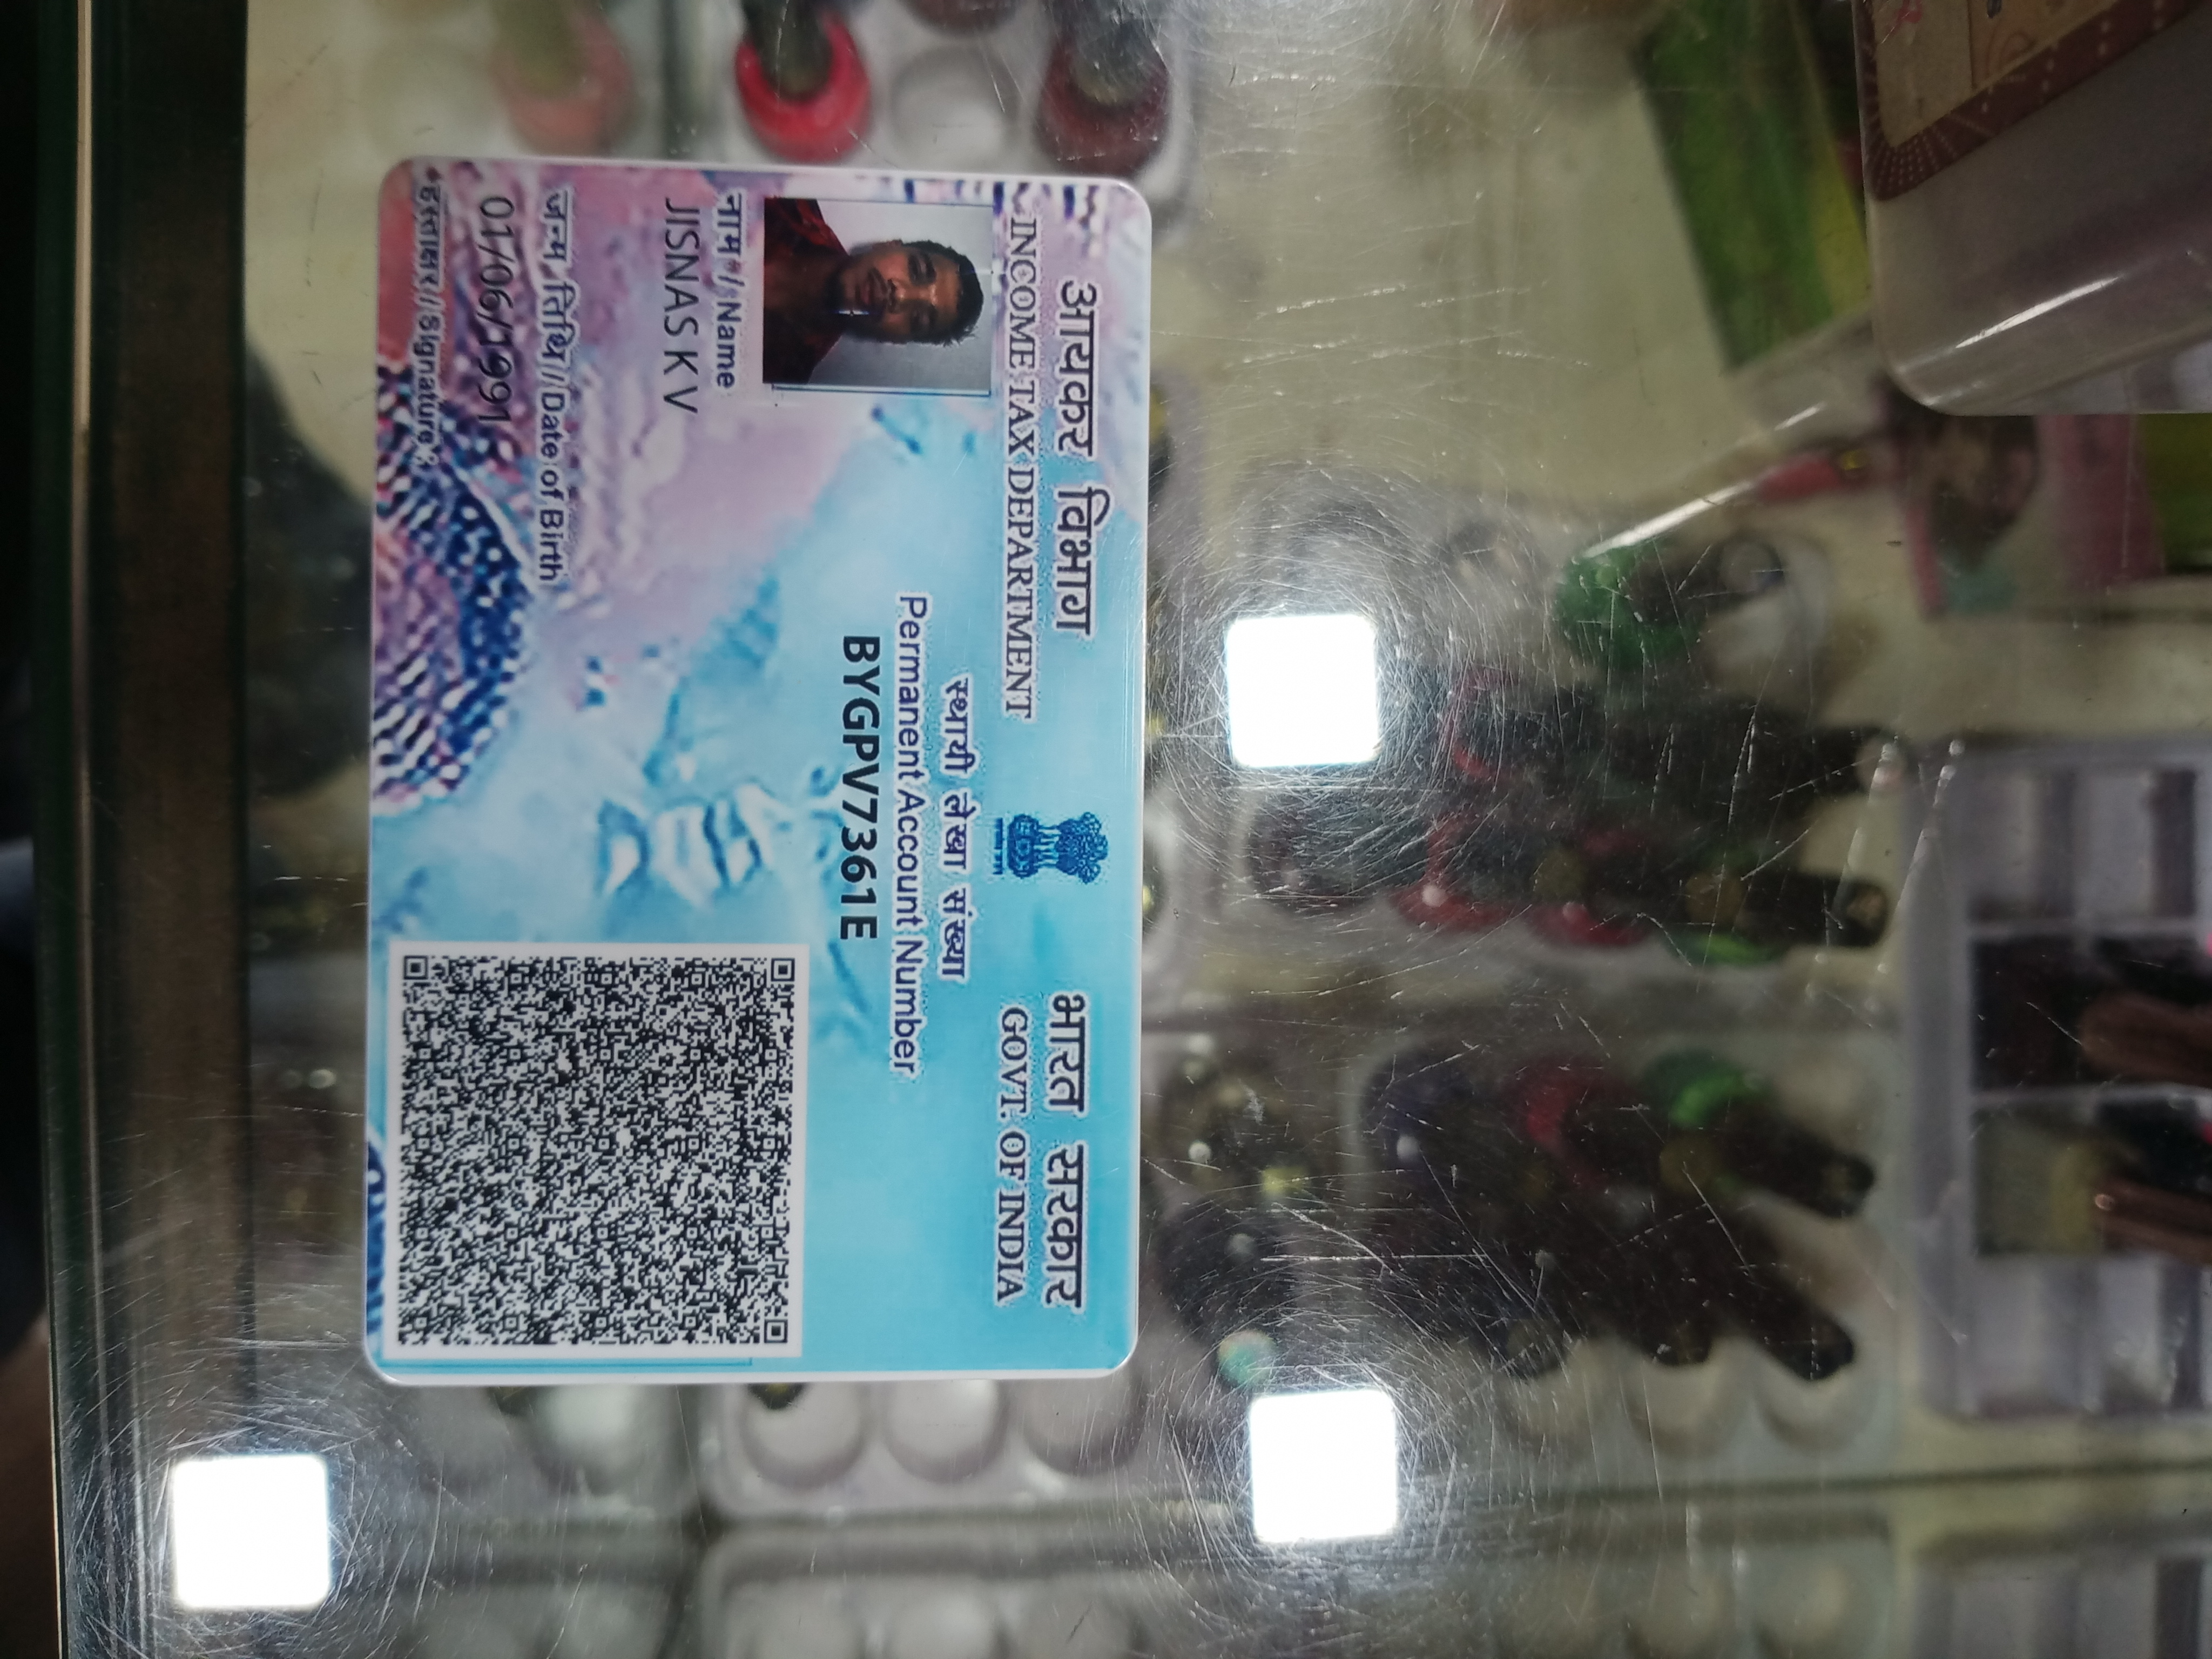 आयकर विभाग
INCOME TAX DEPARTMENT
भारत सरकार
GOVT. OF INDIA
स्थायी लेखा संख्या
Permanent Account Number
BYGPV7361E
नाम / Name
JISNAS K V
जन्म तिथि / Date of Birth
01/06/1991
हस्ताक्षर / Signature